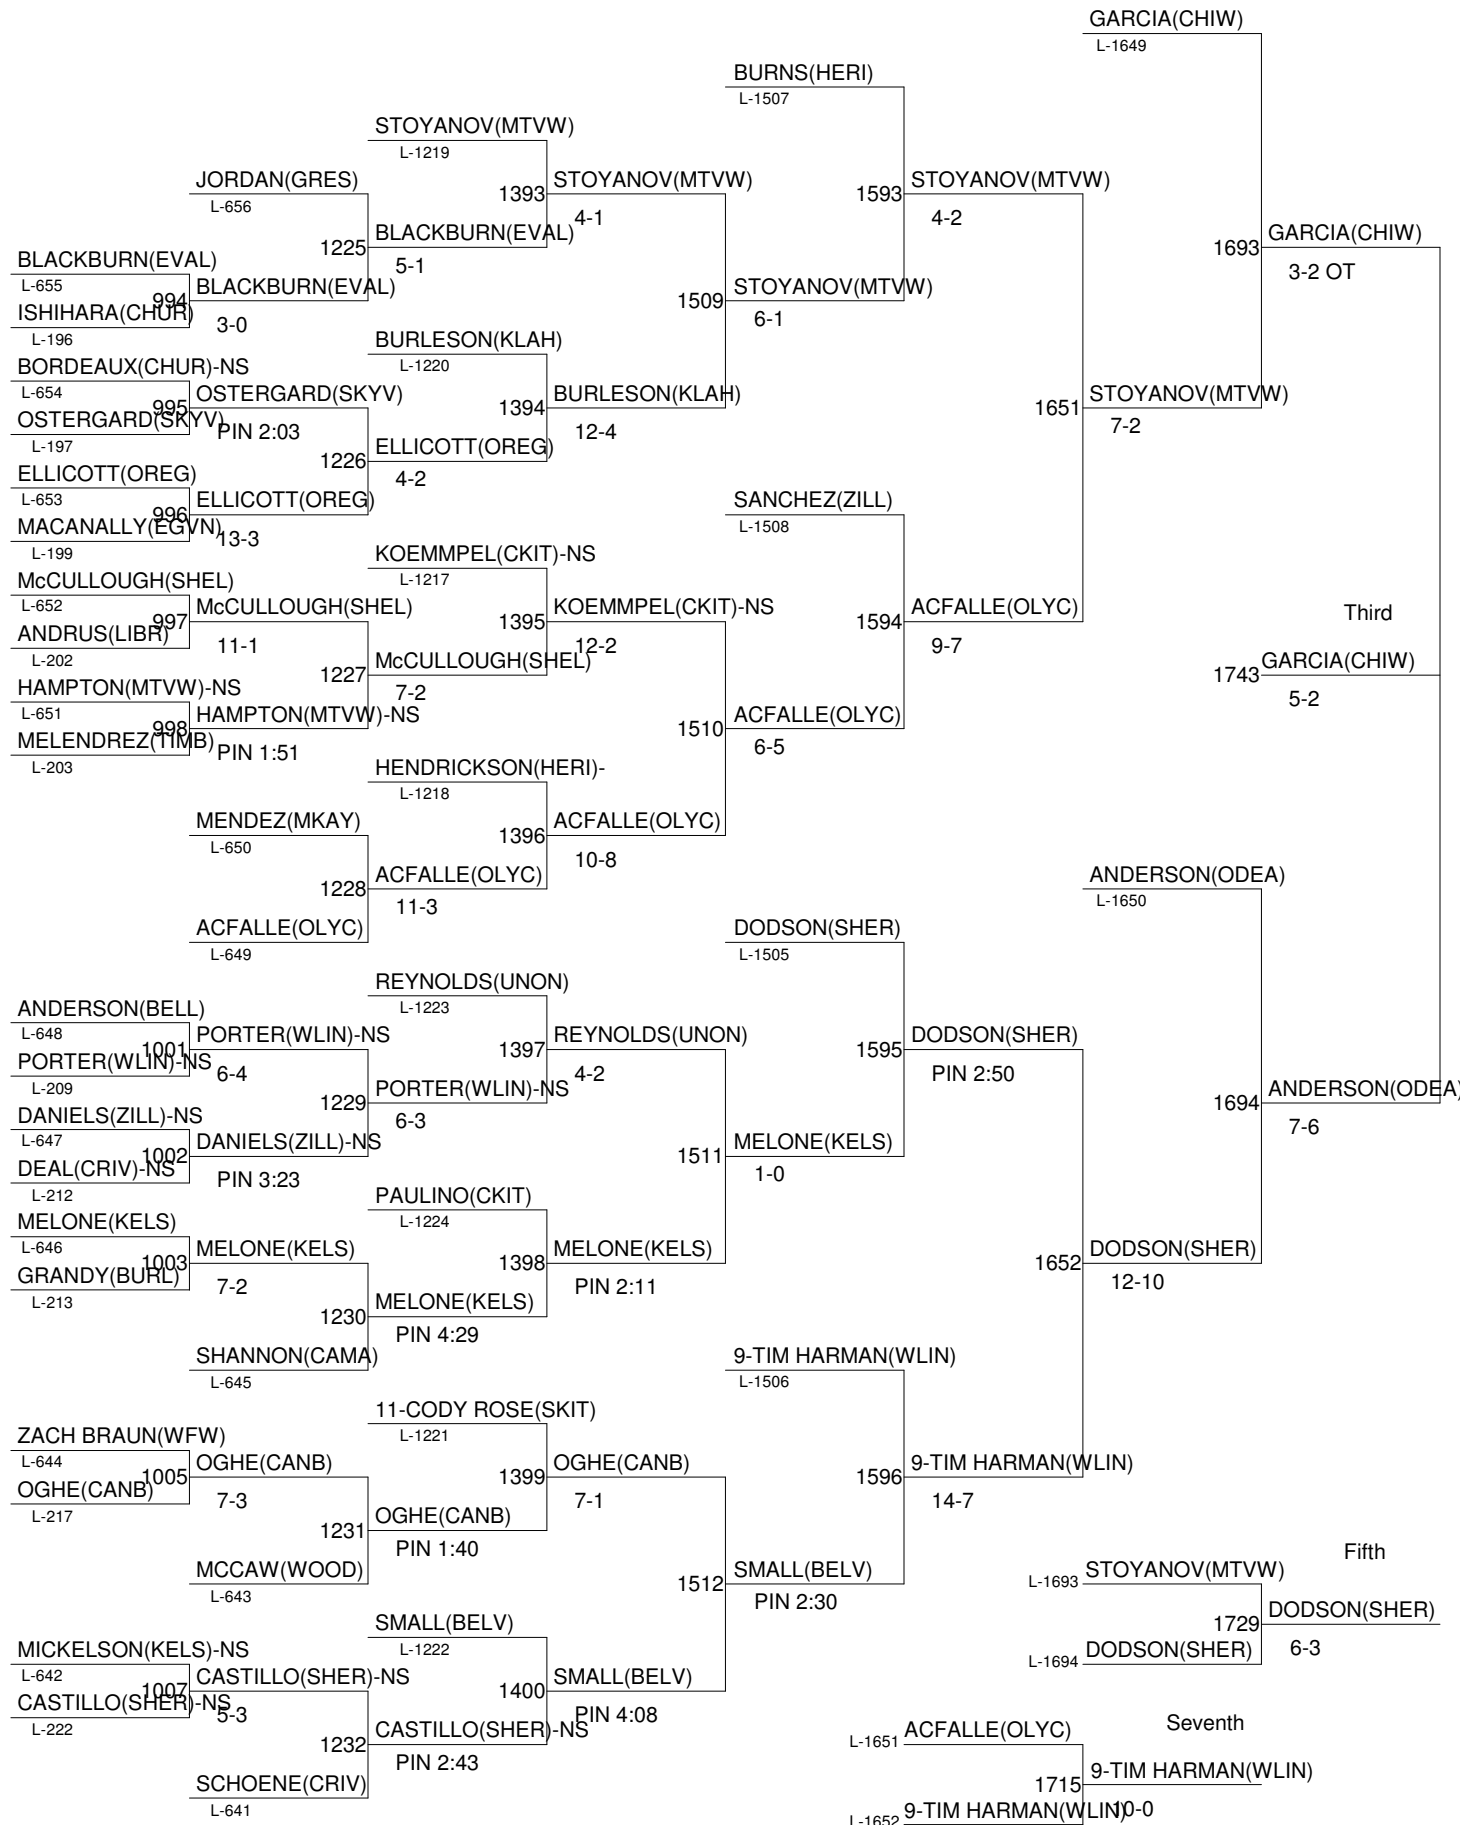 GARCIA(CHIW)
L-1649
BURNS(HERI)
L-1507
STOYANOV(MTVW)
L-1219
JORDAN(GRES)
L-656
1393
STOYANOV(MTVW)
4-1
1593
STOYANOV(MTVW)
4-2
1225
BLACKBURN(EVAL)
5-1
1693
GARCIA(CHIW)
3-2 OT
BLACKBURN(EVAL)
L-655
994
BLACKBURN(EVAL)
3-0
ISHIHARA(CHUR)
L-196
1509
STOYANOV(MTVW)
6-1
BURLESON(KLAH)
L-1220
BORDEAUX(CHUR)-NS
L-654
995
OSTERGARD(SKYV)
PIN 2:03
OSTERGARD(SKYV)
L-197
1394
BURLESON(KLAH)
12-4
1651
STOYANOV(MTVW)
7-2
1226
ELLICOTT(OREG)
4-2
ELLICOTT(OREG)
L-653
996
ELLICOTT(OREG)
13-3
MACANALLY(EGVN)
L-199
SANCHEZ(ZILL)
L-1508
KOEMMPEL(CKIT)-NS
L-1217
McCULLOUGH(SHEL)
L-652
997
McCULLOUGH(SHEL)
11-1
ANDRUS(LIBR)
L-202
1395
KOEMMPEL(CKIT)-NS
12-2
1594
ACFALLE(OLYC)
9-7
Third
1227
McCULLOUGH(SHEL)
7-2
1743
GARCIA(CHIW)
5-2
HAMPTON(MTVW)-NS
L-651
998
HAMPTON(MTVW)-NS
PIN 1:51
MELENDREZ(TIMB)
L-203
1510
ACFALLE(OLYC)
6-5
HENDRICKSON(HERI)-
L-1218
MENDEZ(MKAY)
L-650
1396
ACFALLE(OLYC)
10-8
1228
ACFALLE(OLYC)
11-3
ANDERSON(ODEA)
L-1650
ACFALLE(OLYC)
L-649
DODSON(SHER)
L-1505
REYNOLDS(UNON)
L-1223
ANDERSON(BELL)
L-648
1001
PORTER(WLIN)-NS
6-4
PORTER(WLIN)-NS
L-209
1397
REYNOLDS(UNON)
4-2
1595
DODSON(SHER)
PIN 2:50
1229
PORTER(WLIN)-NS
6-3
1694
ANDERSON(ODEA)
7-6
DANIELS(ZILL)-NS
L-647
1002
DANIELS(ZILL)-NS
PIN 3:23
DEAL(CRIV)-NS
L-212
1511
MELONE(KELS)
1-0
PAULINO(CKIT)
L-1224
MELONE(KELS)
L-646
1003
MELONE(KELS)
7-2
GRANDY(BURL)
L-213
1398
MELONE(KELS)
PIN 2:11
1652
DODSON(SHER)
12-10
1230
MELONE(KELS)
PIN 4:29
SHANNON(CAMA)
L-645
9-TIM HARMAN(WLIN)
L-1506
11-CODY ROSE(SKIT)
L-1221
ZACH BRAUN(WFW)
L-644
1005
OGHE(CANB)
7-3
OGHE(CANB)
L-217
1399
OGHE(CANB)
7-1
1596
9-TIM HARMAN(WLIN)
14-7
1231
OGHE(CANB)
PIN 1:40
MCCAW(WOOD)
L-643
1512
SMALL(BELV)
PIN 2:30
Fifth
L-1693
STOYANOV(MTVW)
1729
DODSON(SHER)
6-3
L-1694
DODSON(SHER)
SMALL(BELV)
L-1222
MICKELSON(KELS)-NS
L-642
1007
CASTILLO(SHER)-NS
5-3
CASTILLO(SHER)-NS
L-222
1400
SMALL(BELV)
PIN 4:08
1232
CASTILLO(SHER)-NS
PIN 2:43
SCHOENE(CRIV)
L-641
Seventh
L-1651
ACFALLE(OLYC)
1715
9-TIM HARMAN(WLIN)
10-0
L-1652
9-TIM HARMAN(WLIN)